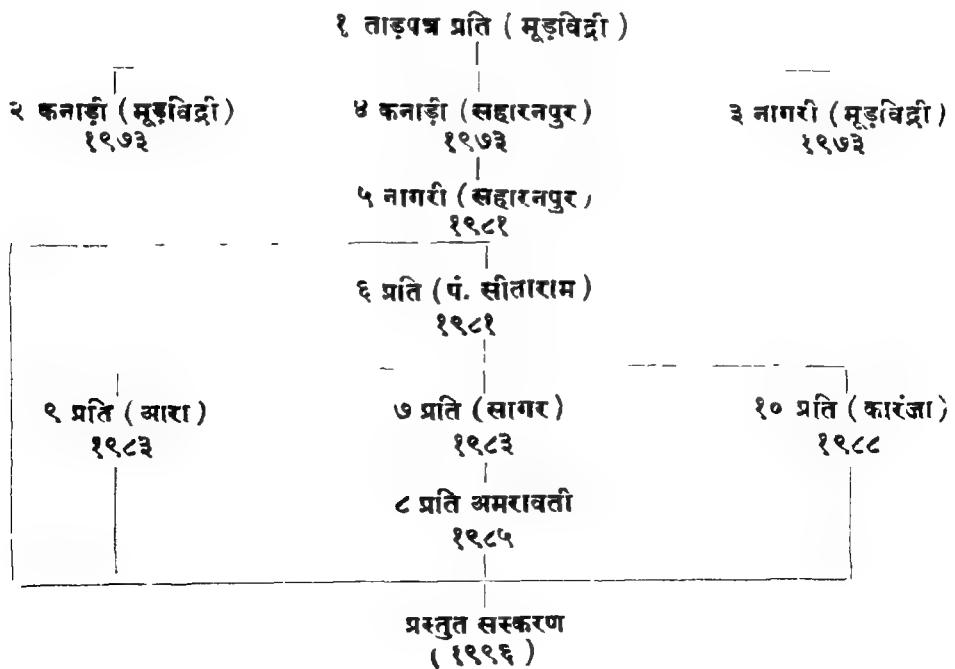 १ ताड़पत्र प्रति ( मूड़विद्री )
२ कनाड़ी ( मूड़विद्री )
१९७३
४ कनाड़ी ( सहारनपुर )
१९७३
३ नागरी ( मूड़विद्री )
१९७३
५ नागरी ( सहारनपुर )
१९८१
६ प्रति ( पं. सीताराम )
१९८१
९ प्रति ( आरा )
१९८३
७ प्रति ( सागर )
१९८३
१० प्रति ( कारंजा )
१९८८
८ प्रति अमरावती
१९८५
प्रस्तुत सस्करण
( १९९६ )